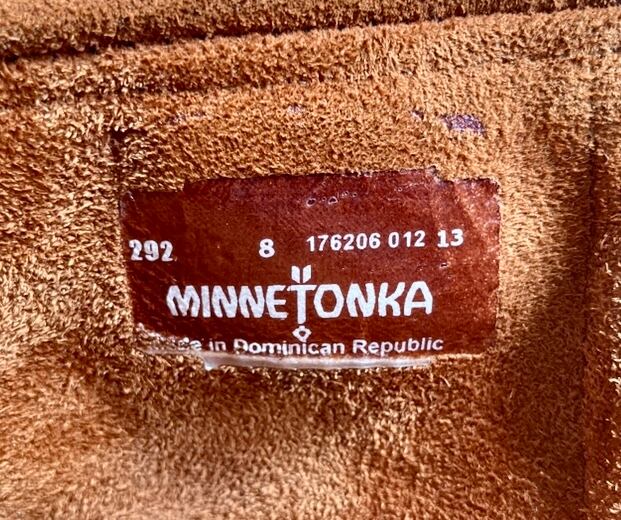 292 8 176206 012 13
MINNETONKA
in Dominican Republic